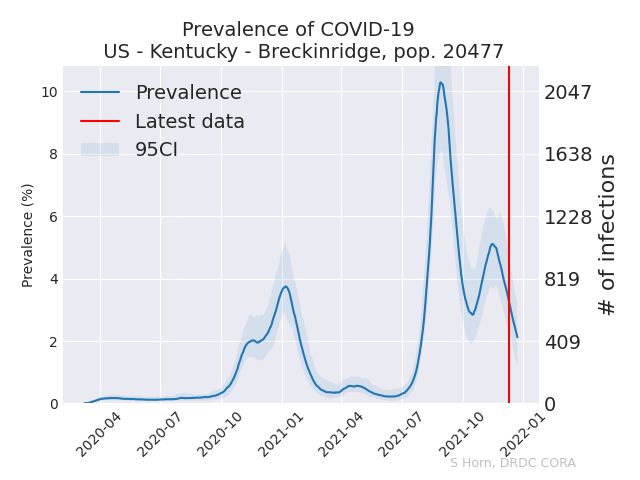 Prevalence of COVID-19
US - Kentucky - Breckinridge, pop. 20477
Prevalence
Latest data
95CI
Prevalence (%)
10
8
6
4
2
0
2047
1638
1228
819
409
0
# of infections
2020-04
2020-07
2020-10
2021-01
2021-04
2021-07
2021-10
2022-01
S Horn, DRDC CORA